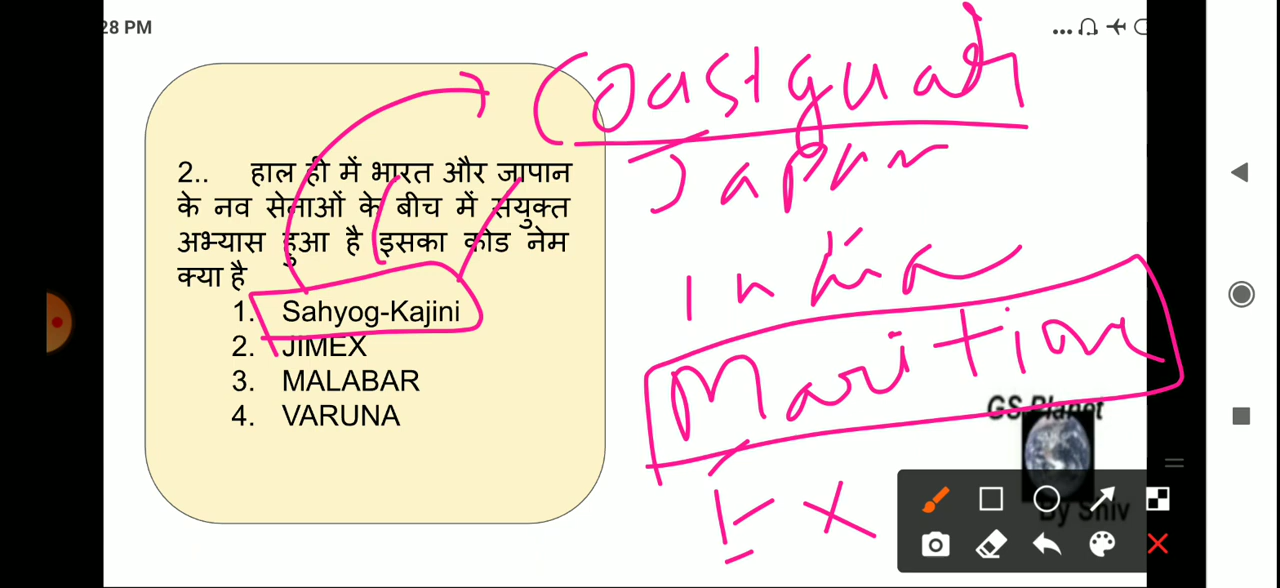 28 PM
Coastguard
2.. हाल ही में भारत और जापान
के नव सेनाओं के बीच में सयुक्त
अभ्यास हुआ है इसका कोड नेम
क्या है
1. Sahyog-Kajini
2. JIMEX
3. MALABAR
4. VARUNA
Japan
India
Maritime
Ex
GS Planet
By Shiv